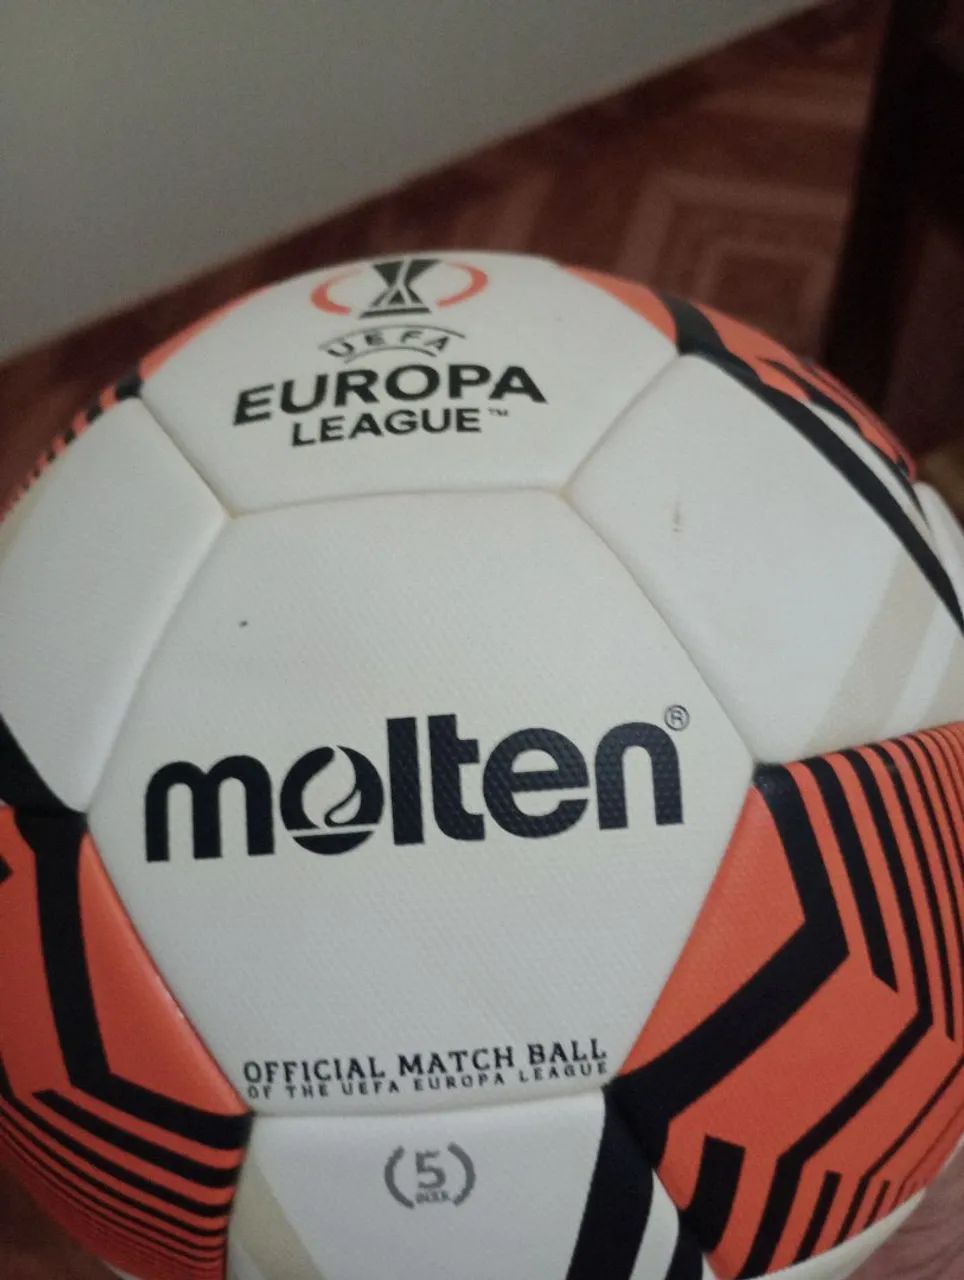 UEFA
EUROPA
LEAGUE™
molten®
OFFICIAL MATCH BALL
OF THE UEFA EUROPA LEAGUE
5